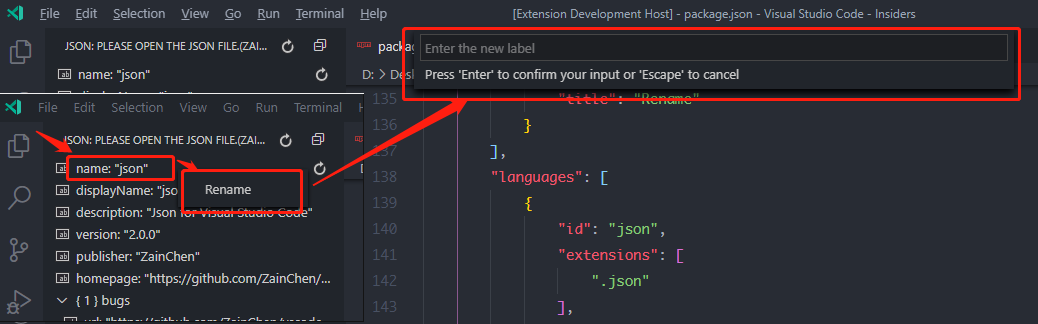 File Edit Selection View Go Run Terminal Help [Extension Development Host] - package.json - Visual Studio Code - Insiders
JSON: PLEASE OPEN THE JSON FILE.(ZAI...
name: "json"
Enter the new label
Press 'Enter' to confirm your input or 'Escape' to cancel
File Edit Selection View Go Run Terminal
JSON: PLEASE OPEN THE JSON FILE.(ZAI...
name: "json"
Rename
description: "Json for Visual Studio Code"
version: "2.0.0"
publisher: "ZainChen"
homepage: "https://github.com/ZainChen/...
{ 1 } bugs
135 "title": "Rename"
136 }
137 ],
138 "languages": [
139 {
140 "id": "json",
141 "extensions": [
142 ".json"
143 ],